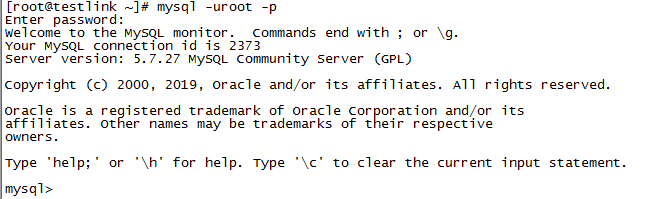 [root@testlink ~]# mysql -uroot -p
Enter password:
Welcome to the MySQL monitor.  Commands end with ; or \g.
Your MySQL connection id is 2373
Server version: 5.7.27 MySQL Community Server (GPL)
Copyright (c) 2000, 2019, Oracle and/or its affiliates. All rights reserved.
Oracle is a registered trademark of Oracle Corporation and/or its
affiliates. Other names may be trademarks of their respective
owners.
Type 'help;' or '\h' for help. Type '\c' to clear the current input statement.
mysql>